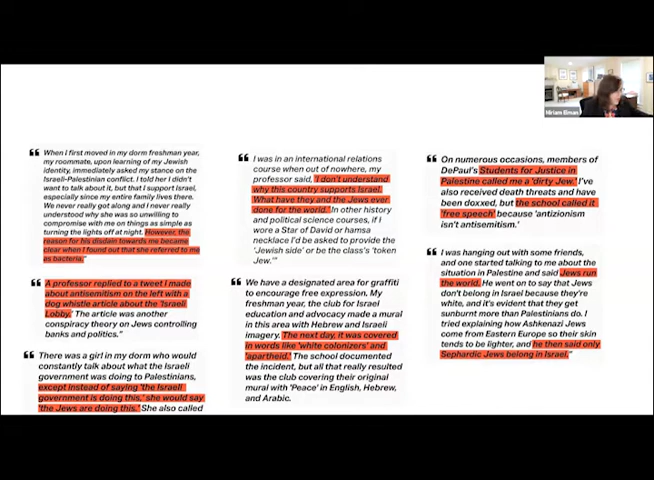 When I first moved in my dorm freshman year,
my roommate, upon learning of my Jewish
identity, immediately asked my stance on the
Israeli-Palestinian conflict. I told her I didn't
want to talk about it, but that I support Israel,
especially since my entire family lives there.
We never really got along and I never really
understood why she was so unwilling to
compromise with me on things as simple as
turning the lights off at night. However, the
reason for his disdain towards me became
clear when I found out that she referred to me
as bacteria."
A professor replied to a tweet I made
about antisemitism on the left with a
dog whistle article about the 'Israeli
Lobby.' The article was another
conspiracy theory on Jews controlling
banks and politics."
There was a girl in my dorm who would
constantly talk about what the Israeli
government was doing to Palestinians,
except instead of saying 'the Israeli
government is doing this,' she would say
'the Jews are doing this.' She also called
I was in an international relations
course when out of nowhere, my
professor said, 'I don't understand
why this country supports Israel.
What have they and the Jews ever
done for the world.' In other history
and political science courses, if I
wore a Star of David or hamsa
necklace I'd be asked to provide the
'Jewish side' or be the class's 'token
Jew.'"
We have a designated area for graffiti
to encourage free expression. My
freshman year, the club for Israel
education and advocacy made a mural
in this area with Hebrew and Israeli
imagery. The next day, it was covered
in words like 'white colonizers' and
'apartheid.' The school documented
the incident, but all that really resulted
was the club covering their original
mural with 'Peace' in English, Hebrew,
and Arabic.
On numerous occasions, members of
DePaul's Students for Justice in
Palestine called me a 'dirty Jew.' I've
also received death threats and have
been doxxed, but the school called it
'free speech' because 'antizionism
isn't antisemitism.'
I was hanging out with some friends,
and one started talking to me about the
situation in Palestine and said Jews run
the world. He went on to say that Jews
don't belong in Israel because they're
white, and it's evident that they get
sunburnt more than Palestinians do. I
tried explaining how Ashkenazi Jews
come from Eastern Europe so their skin
tends to be lighter, and he then said only
Sephardic Jews belong in Israel."
Miriam Elman